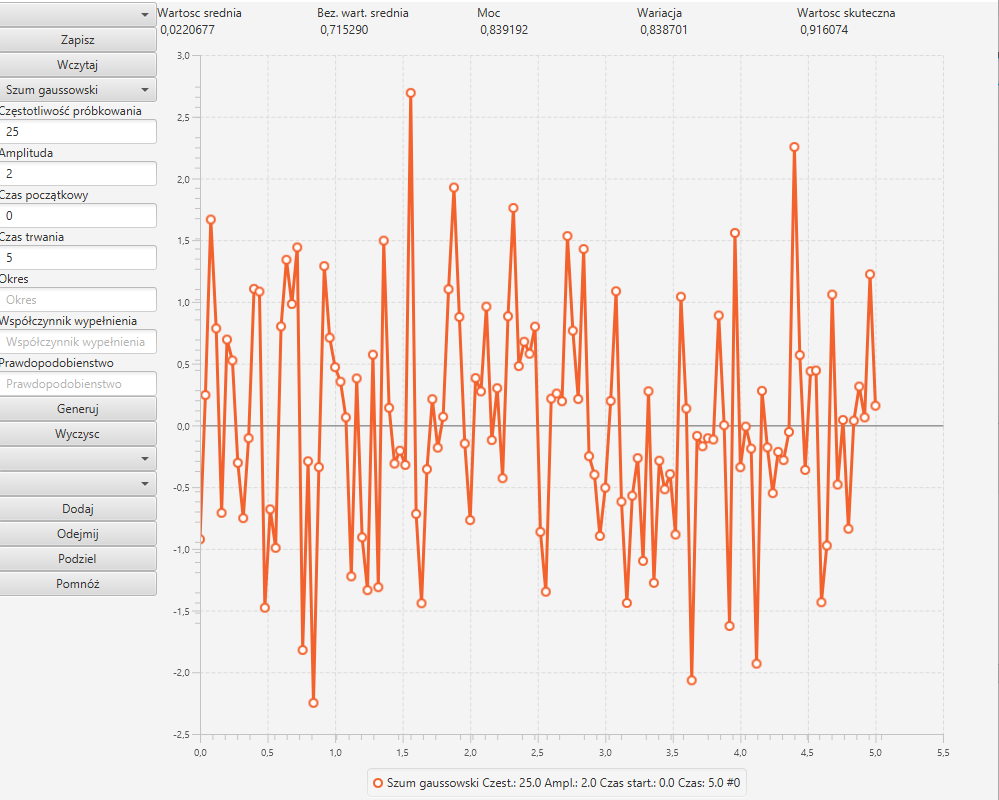 Wartosc srednia Bez. wart. srednia Moc Wariacja Wartosc skuteczna
0,0220677 0,715290 0,839192 0,838701 0,916074
Zapisz
Wczytaj
Szum gaussowski
Częstotliwość próbkowania
25
Amplituda
2
Czas początkowy
0
Czas trwania
5
Okres
Okres
Współczynnik wypełnienia
Współczynnik wypełnienia
Prawdopodobienstwo
Prawdopodobienstwo
Generuj
Wyczysc
Dodaj
Odejmij
Podziel
Pomnóż
3,0
2,5
2,0
1,5
1,0
0,5
0,0
-0,5
-1,0
-1,5
-2,0
-2,5
0,0 0,5 1,0 1,5 2,0 2,5 3,0 3,5 4,0 4,5 5,0 5,5
Szum gaussowski Czest.: 25.0 Ampl.: 2.0 Czas start.: 0.0 Czas: 5.0 #0